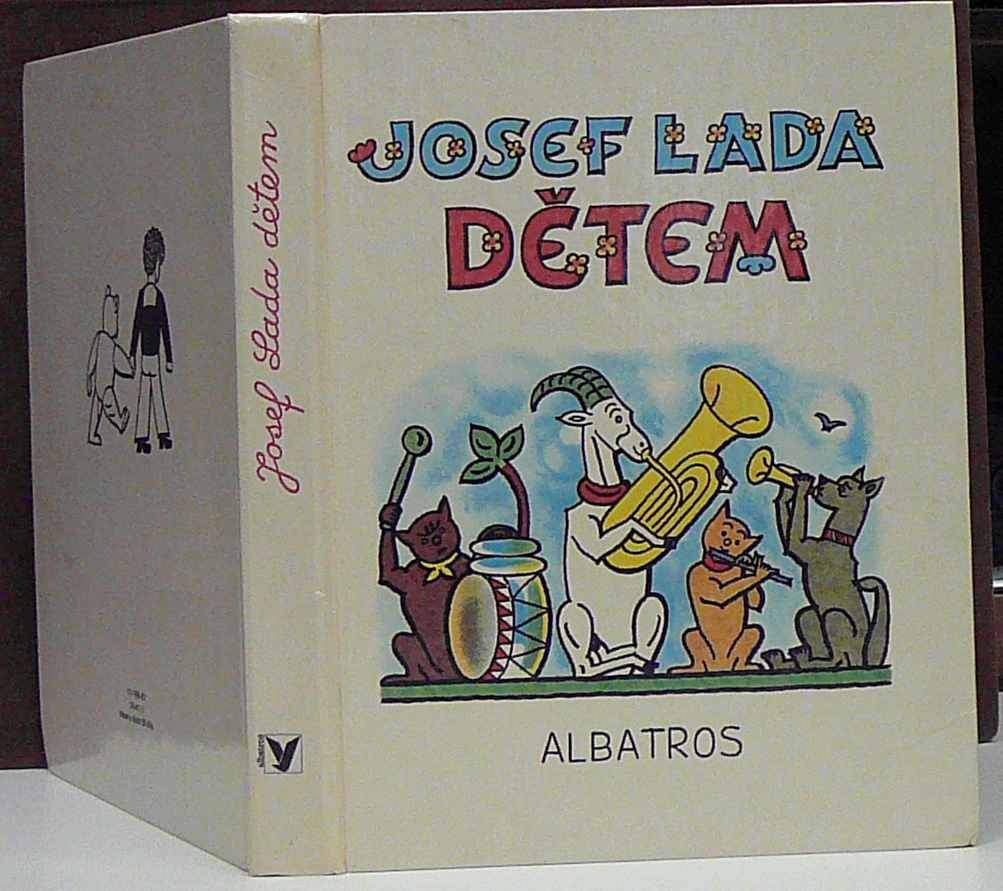 JOSEF LADA
DĚTEM
ALBATROS
Josef Lada dětem
albatros